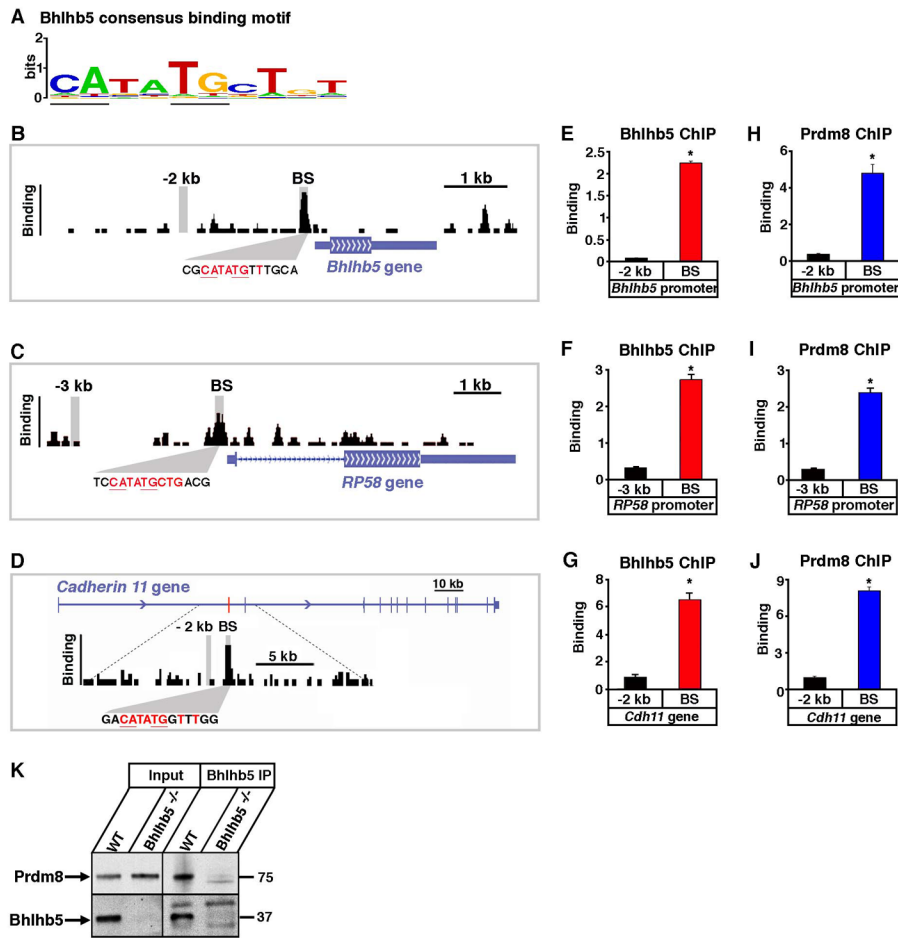 A Bhlhb5 consensus binding motif
2
bits
1
0
CATATGCTGT
B
Binding
-2 kb
BS
1 kb
CGCATATGTTTGCA
Bhlhb5 gene
E
Bhlhb5 ChIP
Binding
2.5
2
1.5
1
0.5
0
*
-2 kb
BS
Bhlhb5 promoter
H
Prdm8 ChIP
Binding
6
4
2
0
*
-2 kb
BS
Bhlhb5 promoter
C
Binding
-3 kb
BS
1 kb
TCCATATGCTGACG
RP58 gene
F
Bhlhb5 ChIP
Binding
3
2
1
0
*
-3 kb
BS
RP58 promoter
I
Prdm8 ChIP
Binding
3
2
1
0
*
-3 kb
BS
RP58 promoter
D
Cadherin 11 gene
10 kb
Binding
- 2 kb BS
5 kb
GACATATGGTTTGG
G
Bhlhb5 ChIP
Binding
8
6
4
2
0
*
-2 kb
BS
Cdh11 gene
J
Prdm8 ChIP
Binding
9
6
3
0
*
-2 kb
BS
Cdh11 gene
K
Input
Bhlhb5 IP
WT
Bhlhb5 -/-
WT
Bhlhb5 -/-
Prdm8
75
Bhlhb5
37